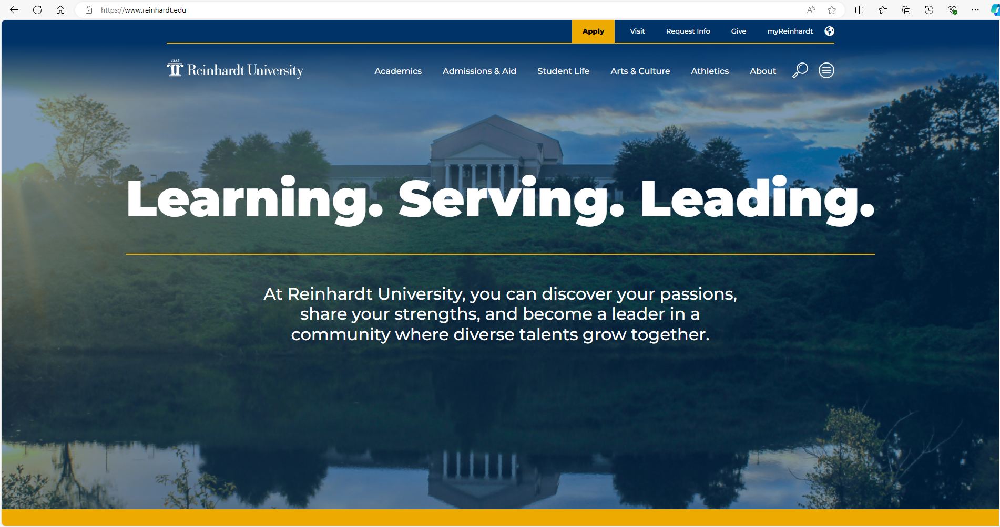 https://www.reinhardt.edu
Apply Visit Request Info Give myReinhardt
1883
Reinhardt University
Academics Admissions & Aid Student Life Arts & Culture Athletics About
Learning. Serving. Leading.
At Reinhardt University, you can discover your passions,
share your strengths, and become a leader in a
community where diverse talents grow together.